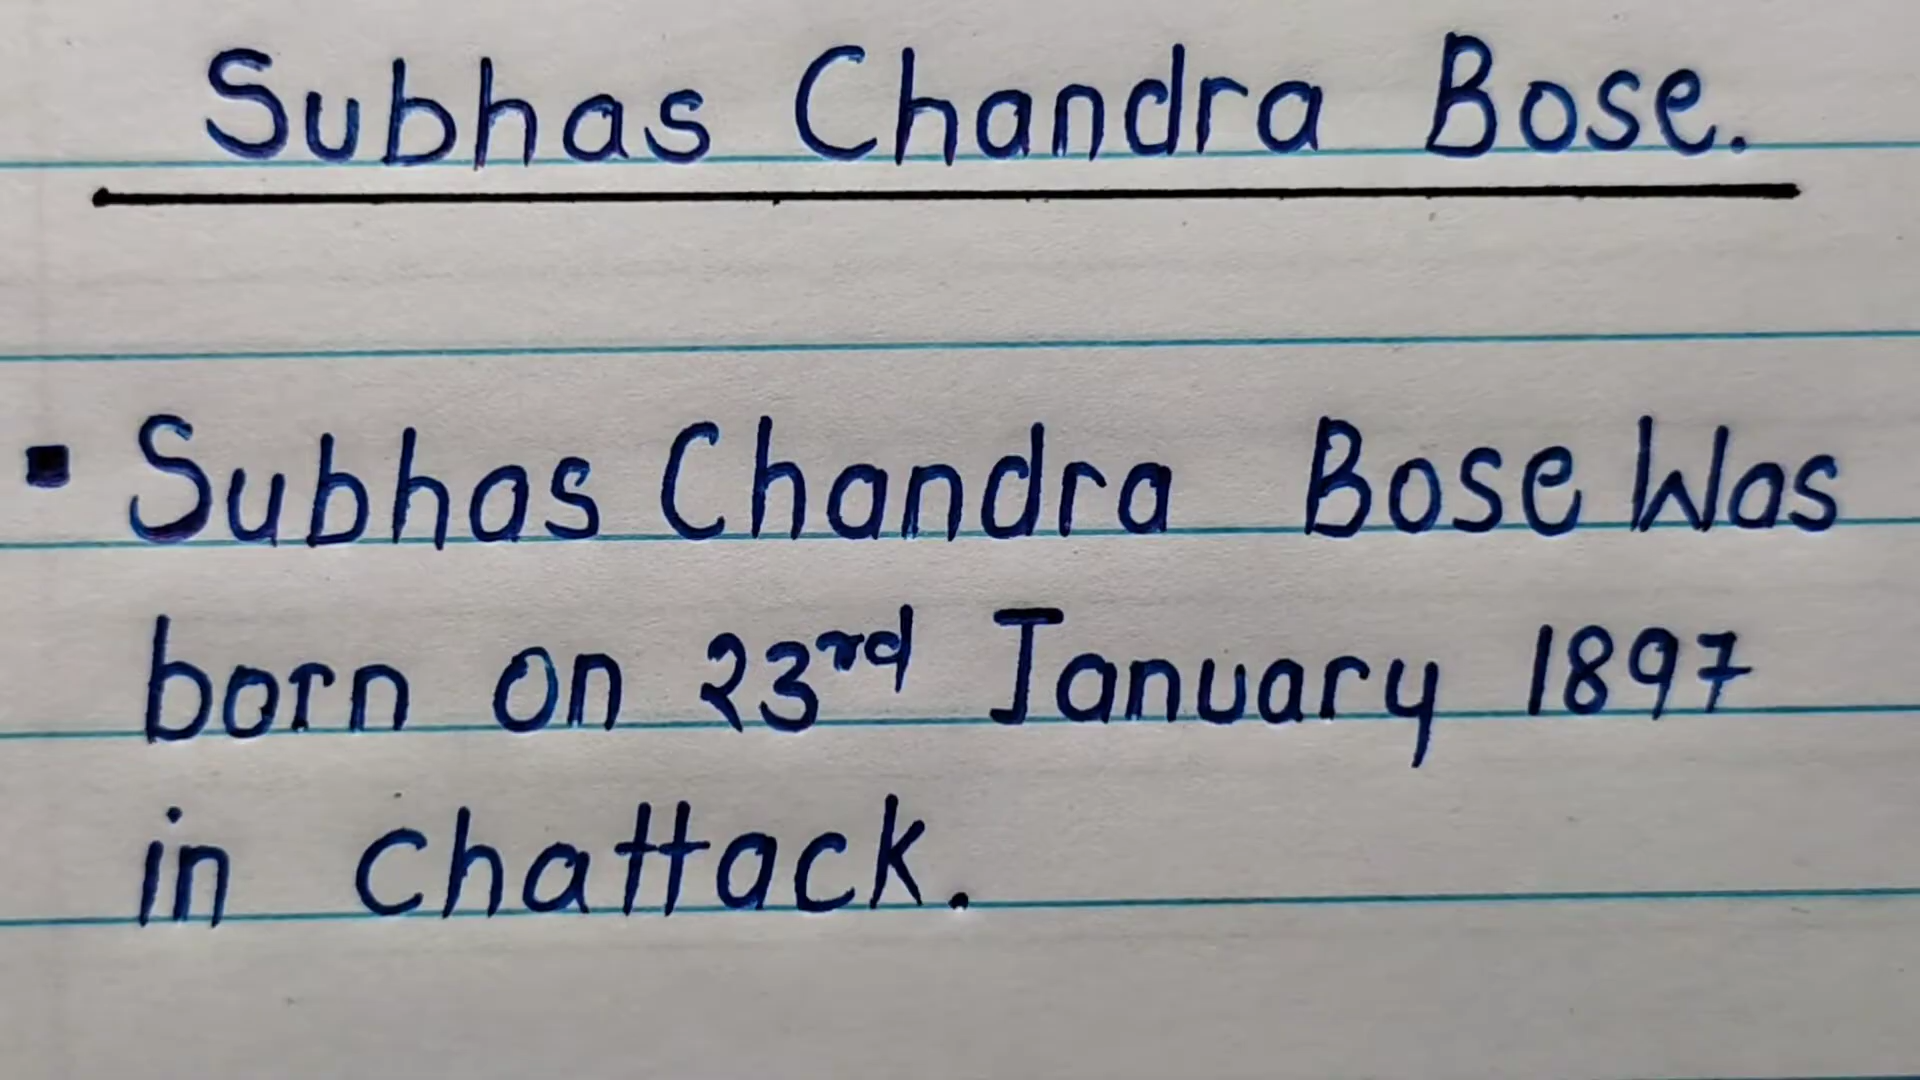 Subhas Chandra Bose.
▪ Subhas Chandra Bose Was
born on 23rd January 1897
in chattack.